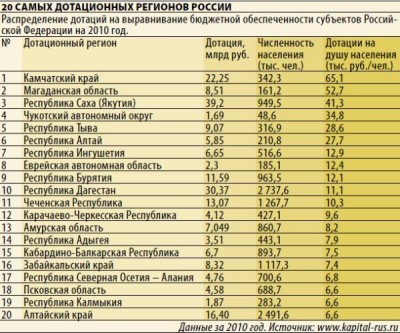 20 САМЫХ ДОТАЦИОННЫХ РЕГИОНОВ РОССИИ
Распределение дотаций на выравнивание бюджетной обеспеченности субъектов Россий-
ской Федерации на 2010 год.
№ Дотационный регион Дотация, млрд руб. Численность населения (тыс. чел.) Дотации на душу населения (тыс. руб./чел.)
1 Камчатский край 22,25 342,3 65,1
2 Магаданская область 8,51 161,2 52,7
3 Республика Саха (Якутия) 39,2 949,5 41,3
4 Чукотский автономный округ 1,69 48,6 34,8
5 Республика Тыва 9,07 316,9 28,6
6 Республика Алтай 5,85 210,8 27,7
7 Республика Ингушетия 6,65 516,6 12,9
8 Еврейская автономная область 2,3 185,1 12,4
9 Республика Бурятия 11,59 963,5 12,1
10 Республика Дагестан 30,37 2 737,6 11,1
11 Чеченская Республика 13,07 1 267,7 10,3
12 Карачаево-Черкесская Республика 4,12 427,1 9,6
13 Амурская область 7,049 860,7 8,2
14 Республика Адыгея 3,51 443,1 7,9
15 Кабардино-Балкарская Республика 6,7 893,7 7,5
16 Забайкальский край 8,32 1 117,3 7,4
17 Республика Северная Осетия – Алания 4,76 700,6 6,8
18 Псковская область 4,58 688,7 6,6
19 Республика Калмыкия 1,87 283,2 6,6
20 Алтайский край 16,40 2 491,6 6,6
Данные за 2010 год. Источник: www.kapital-rus.ru